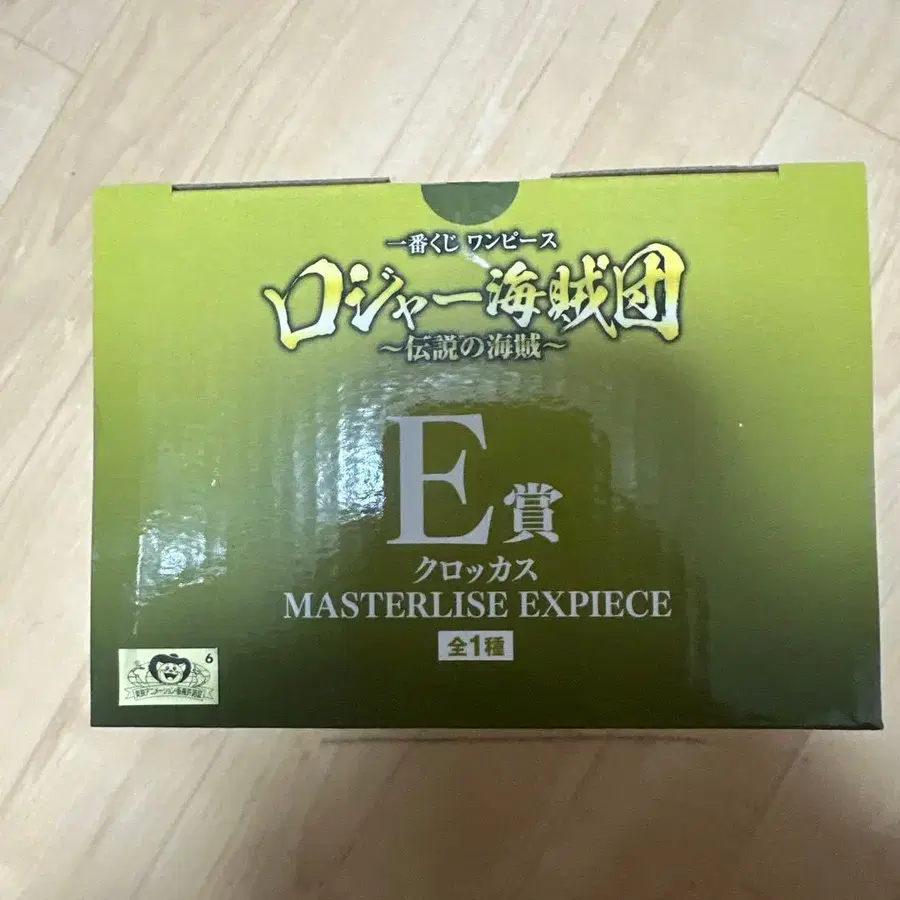 一番くじ ワンピース
ロジャー海賊団
～伝説の海賊～
E賞
クロッカス
MASTERLISE EXPIECE
全1種
6